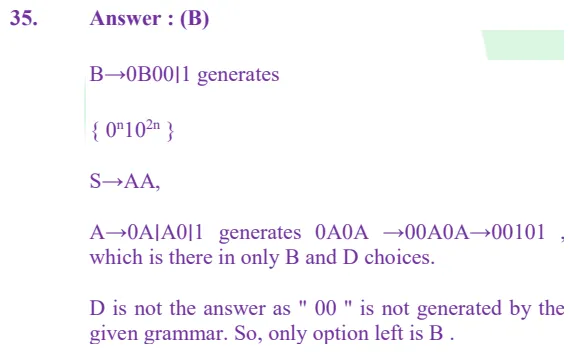 35. Answer : (B)
B→0B00|1 generates
{ 0ⁿ10²ⁿ }
S→AA,
A→0A|A0|1 generates 0A0A →00A0A→00101 ,
which is there in only B and D choices.
D is not the answer as " 00 " is not generated by the
given grammar. So, only option left is B .